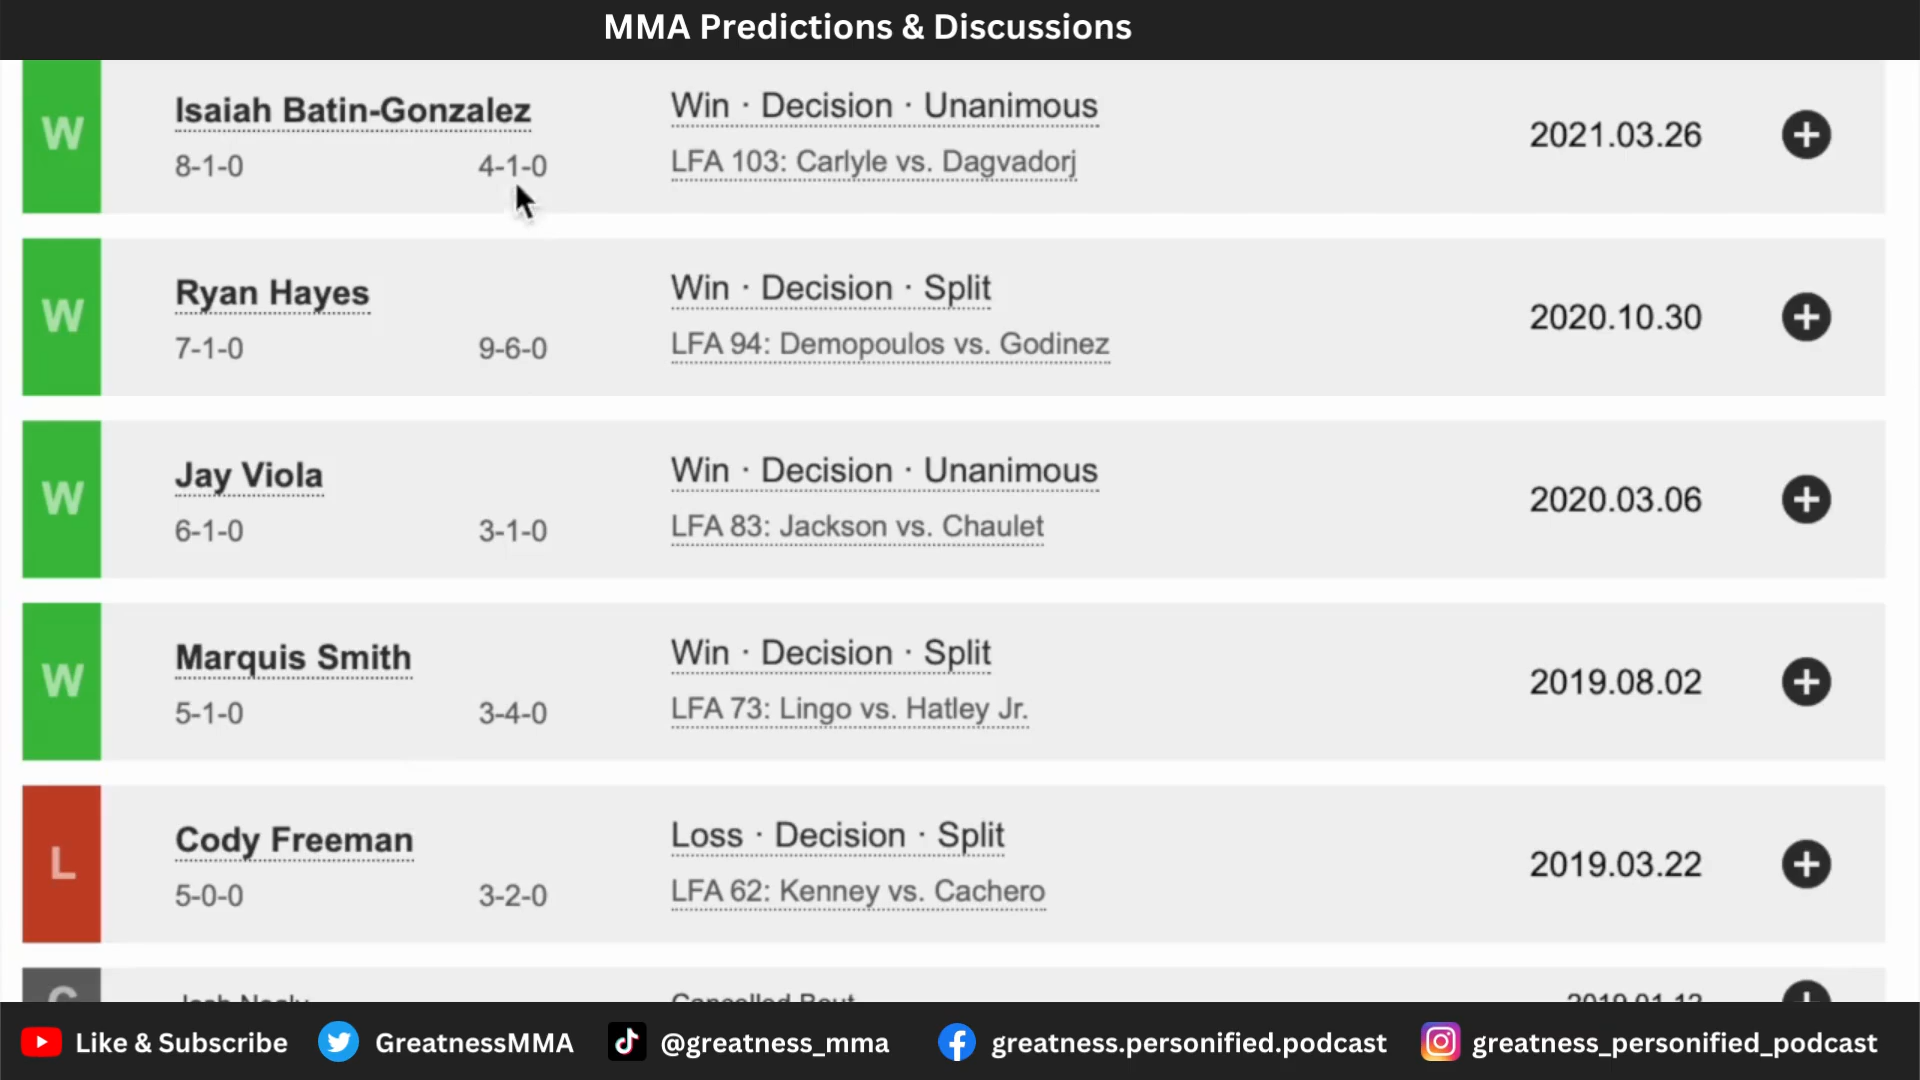 MMA Predictions & Discussions
W
Isaiah Batin-Gonzalez
Win · Decision · Unanimous
8-1-0
4-1-0
LFA 103: Carlyle vs. Dagvadorj
2021.03.26
W
Ryan Hayes
Win · Decision · Split
7-1-0
9-6-0
LFA 94: Demopoulos vs. Godinez
2020.10.30
W
Jay Viola
Win · Decision · Unanimous
6-1-0
3-1-0
LFA 83: Jackson vs. Chaulet
2020.03.06
W
Marquis Smith
Win · Decision · Split
5-1-0
3-4-0
LFA 73: Lingo vs. Hatley Jr.
2019.08.02
L
Cody Freeman
Loss · Decision · Split
5-0-0
3-2-0
LFA 62: Kenney vs. Cachero
2019.03.22
C
Cancelled Bout
Like & Subscribe
GreatnessMMA
@greatness_mma
greatness.personified.podcast
greatness_personified_podcast